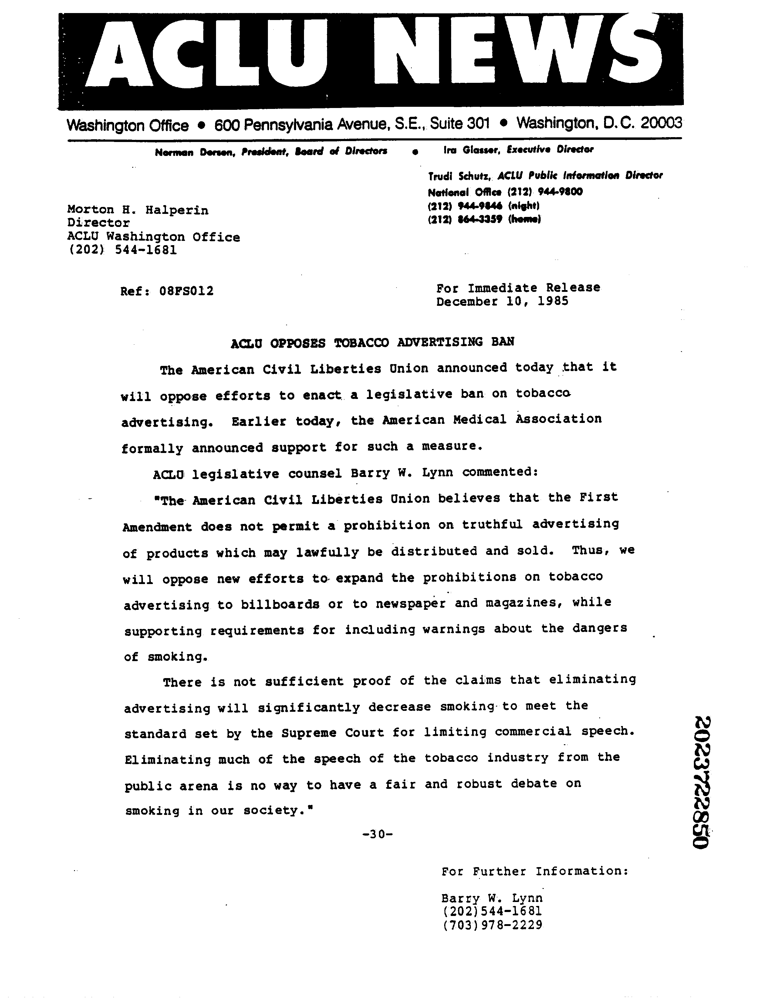 ACLU NEWS
Washington Office • 600 Pennsylvania Avenue, S.E., Suite 301 • Washington, D.C. 20003
Norman Dorsen, President, Board of Directors • Ira Glasser, Executive Director
Trudi Schutz, ACLU Public Information Director
National Office (212) 944-9800
(212) 944-9846 (night)
(212) 864-3359 (home)
Morton H. Halperin
Director
ACLU Washington Office
(202) 544-1681
Ref: 08FS012
For Immediate Release
December 10, 1985
ACLU OPPOSES TOBACCO ADVERTISING BAN
The American Civil Liberties Union announced today that it
will oppose efforts to enact a legislative ban on tobacco
advertising. Earlier today, the American Medical Association
formally announced support for such a measure.
ACLU legislative counsel Barry W. Lynn commented:
"The American Civil Liberties Union believes that the First
Amendment does not permit a prohibition on truthful advertising
of products which may lawfully be distributed and sold. Thus, we
will oppose new efforts to expand the prohibitions on tobacco
advertising to billboards or to newspaper and magazines, while
supporting requirements for including warnings about the dangers
of smoking.
There is not sufficient proof of the claims that eliminating
advertising will significantly decrease smoking to meet the
standard set by the Supreme Court for limiting commercial speech.
Eliminating much of the speech of the tobacco industry from the
public arena is no way to have a fair and robust debate on
smoking in our society."
-30-
For Further Information:
Barry W. Lynn
(202)544-1681
(703)978-2229
2023722850